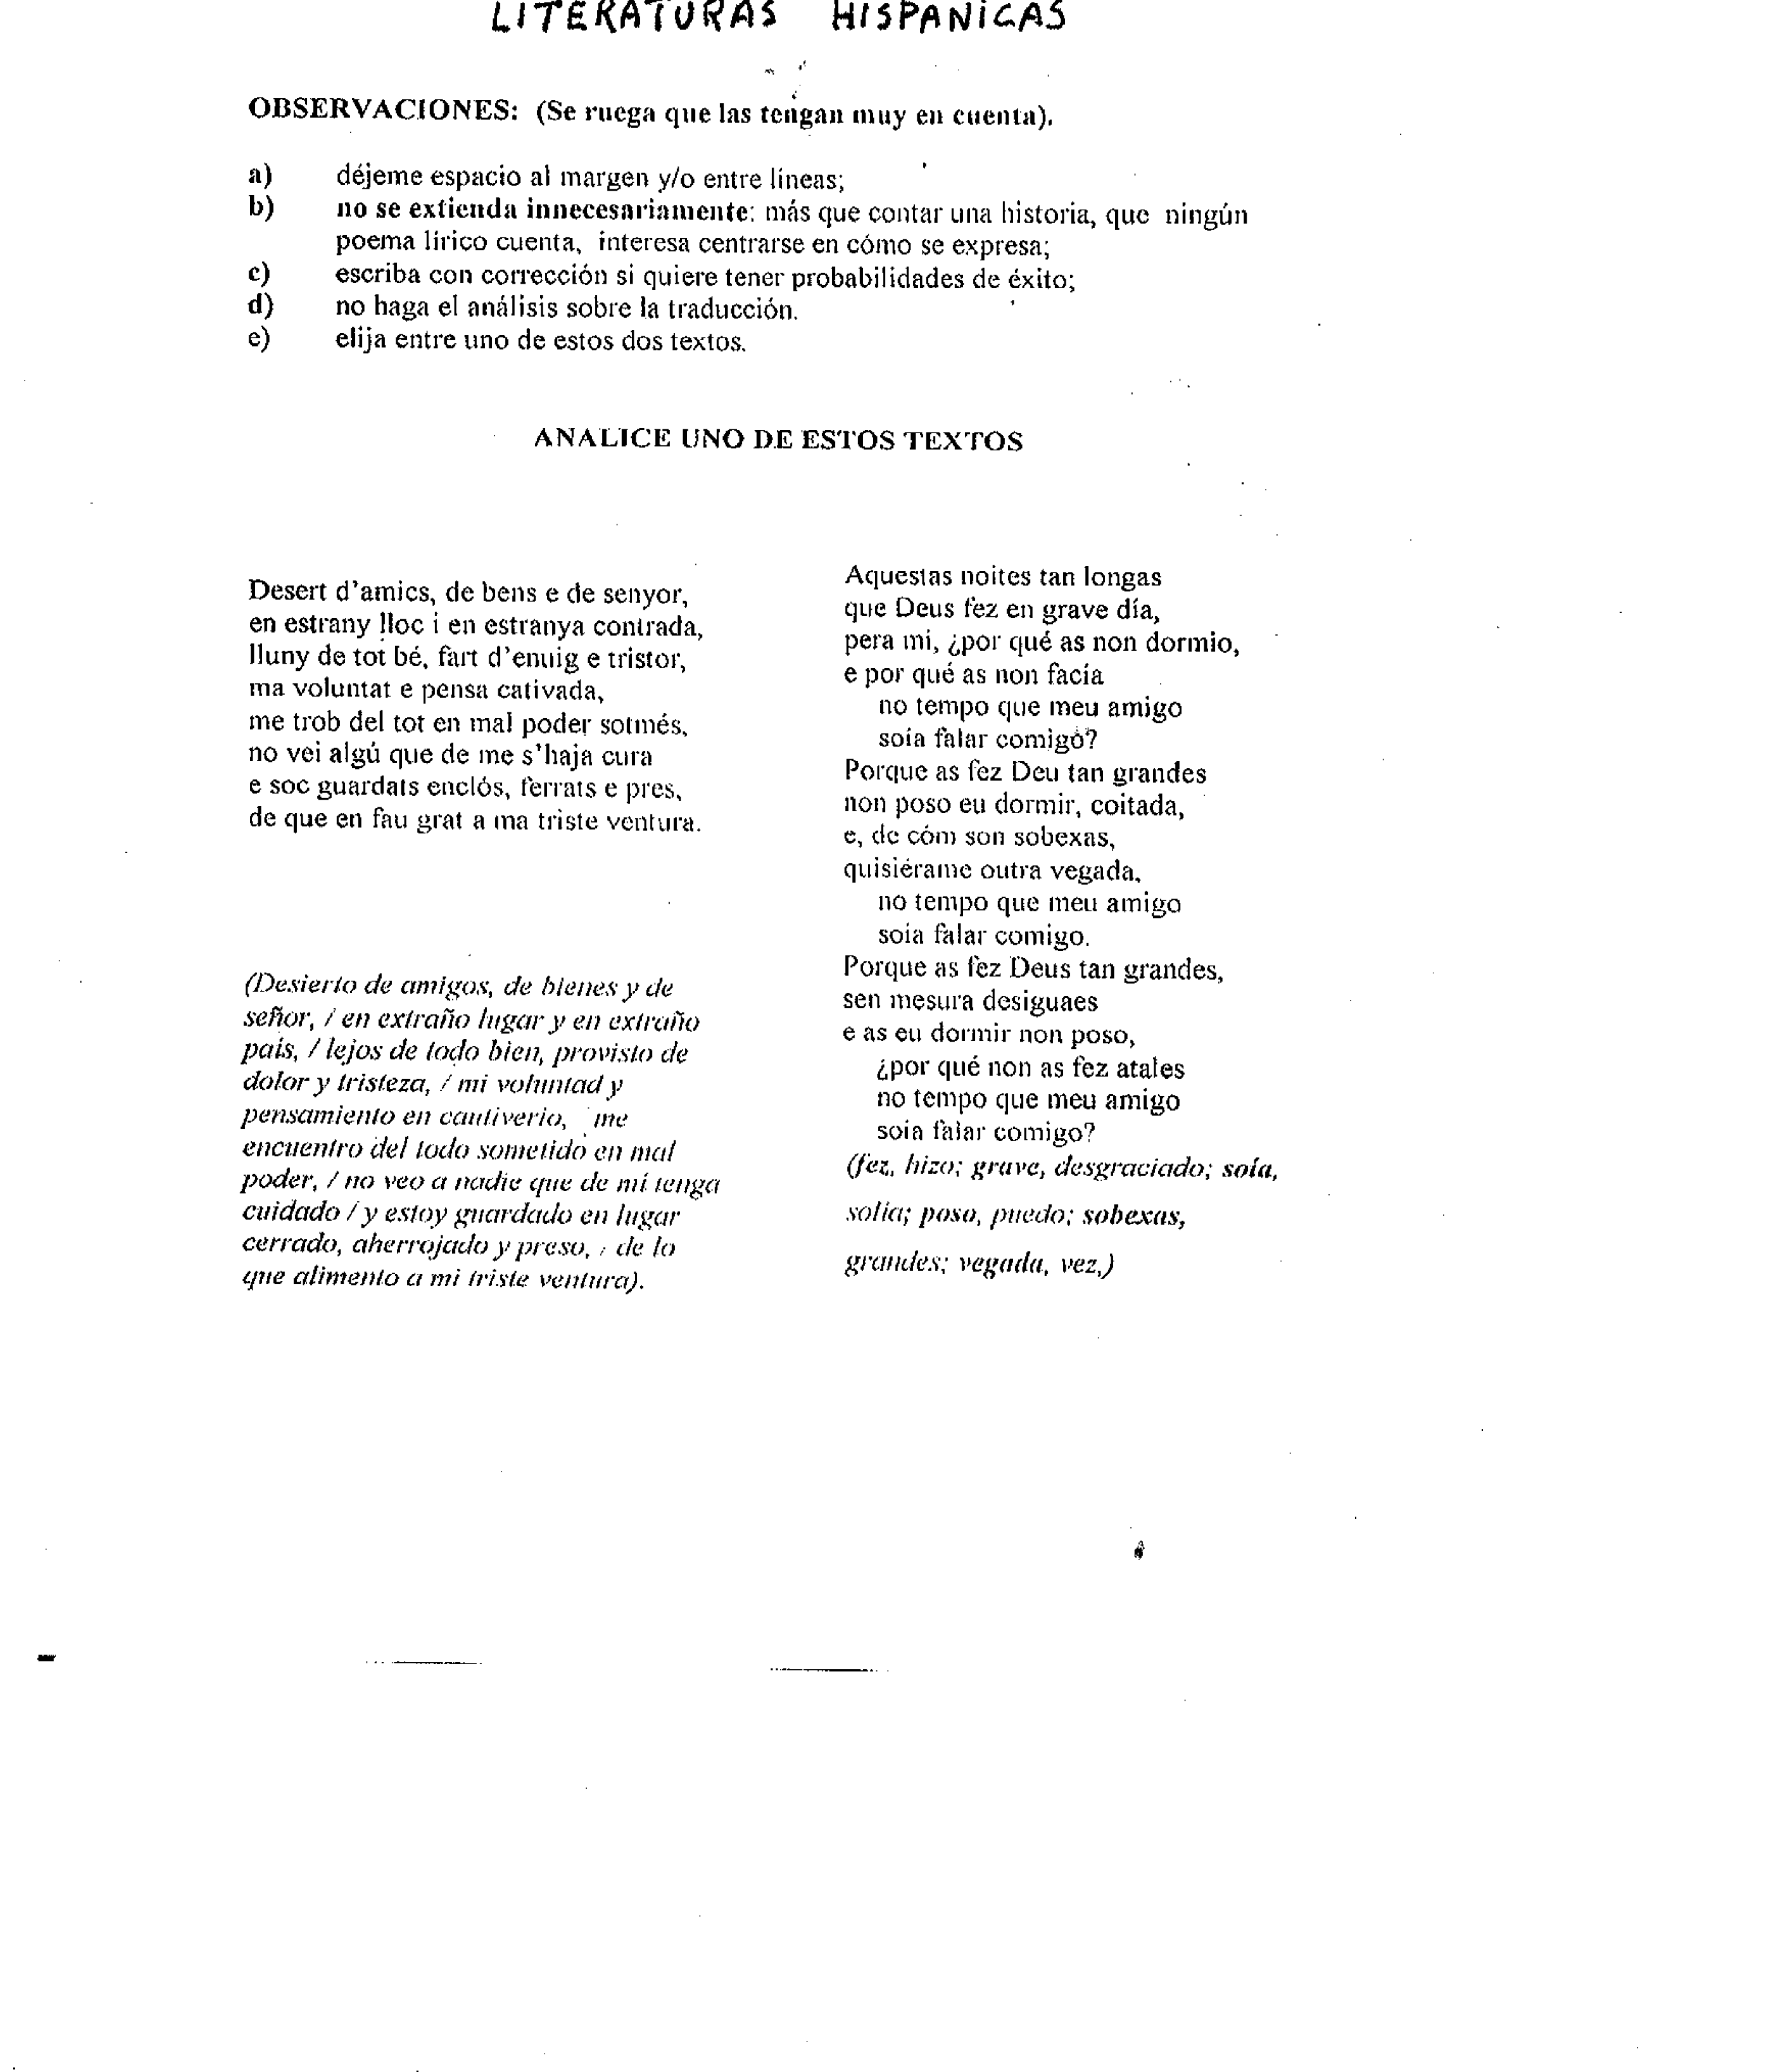 LITERATURAS HISPANICAS
OBSERVACIONES: (Se ruega que las tengan muy en cuenta).
a) déjeme espacio al margen y/o entre líneas;
b) no se extienda innecesariamente: más que contar una historia, que ningún
poema lírico cuenta, interesa centrarse en cómo se expresa;
c) escriba con corrección si quiere tener probabilidades de éxito;
d) no haga el análisis sobre la traducción.
e) elija entre uno de estos dos textos.
ANALICE UNO DE ESTOS TEXTOS
Desert d'amics, de bens e de senyor,
en estrany lloc i en estranya contrada,
lluny de tot bé, fart d'enuig e tristor,
ma voluntat e pensa cativada,
me trob del tot en mal poder sotmés,
no vei algú que de me s'haja cura
e soc guardats enclós, ferrats e pres,
de que en fau grat a ma triste ventura.
(Desierto de amigos, de bienes y de
señor, / en extraño lugar y en extraño
país, / lejos de todo bien, provisto de
dolor y tristeza, / mi voluntad y
pensamiento en cautiverio, me
encuentro del todo sometido en mal
poder, / no veo a nadie que de mí tenga
cuidado / y estoy guardado en lugar
cerrado, aherrojado y preso, / de lo
que alimento a mi triste ventura).
Aquestas noites tan longas
que Deus fez en grave día,
pera mi, ¿por qué as non dormio,
e por qué as non facía
no tempo que meu amigo
soía falar comigo?
Porque as fez Deu tan grandes
non poso eu dormir, coitada,
e, de cóm son sobexas,
quisiérame outra vegada,
no tempo que meu amigo
soia falar comigo.
Porque as fez Deus tan grandes,
sen mesura desiguaes
e as eu dormir non poso,
¿por qué non as fez atales
no tempo que meu amigo
soia falar comigo?
(fez, hizo; grave, desgraciado; soía,
solía; poso, puedo; sobexas,
grandes; vegada, vez,)